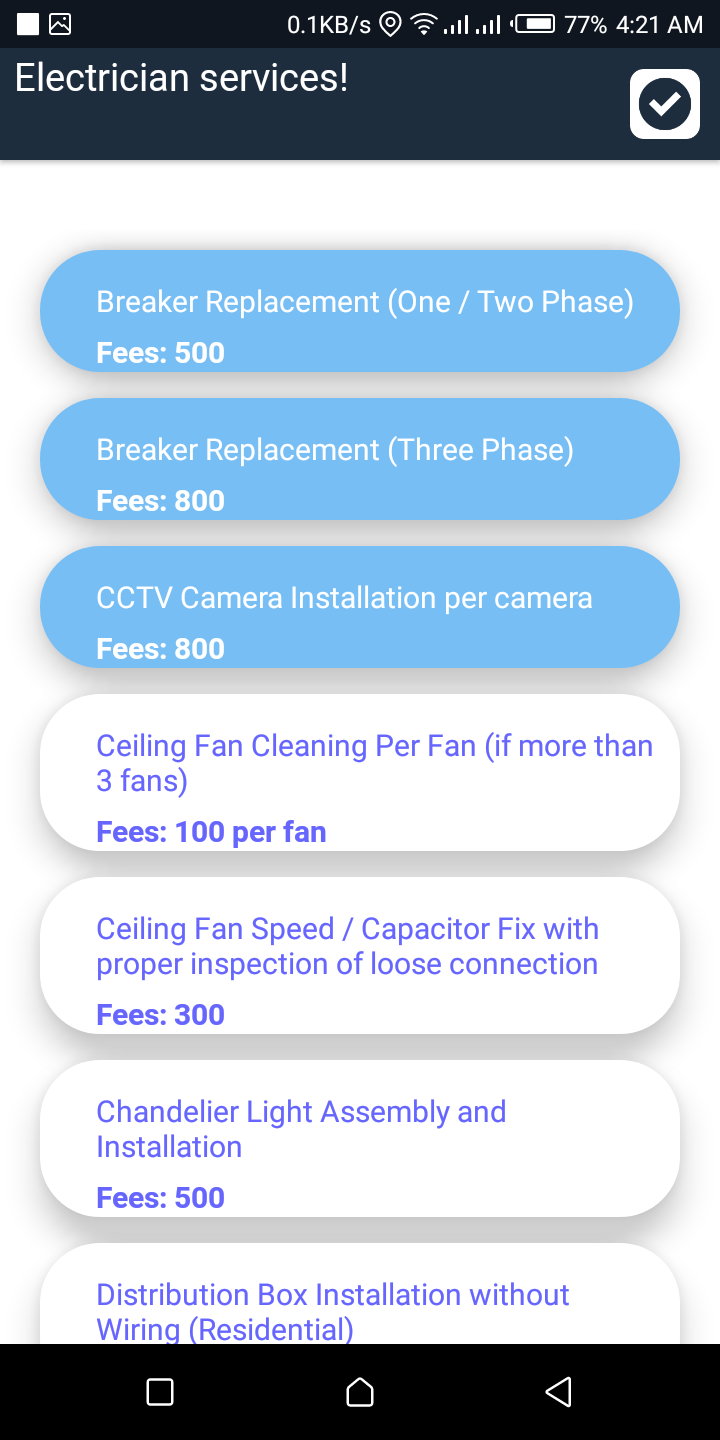 0.1KB/s 77% 4:21 AM
Electrician services!
Breaker Replacement (One / Two Phase)
Fees: 500
Breaker Replacement (Three Phase)
Fees: 800
CCTV Camera Installation per camera
Fees: 800
Ceiling Fan Cleaning Per Fan (if more than
3 fans)
Fees: 100 per fan
Ceiling Fan Speed / Capacitor Fix with
proper inspection of loose connection
Fees: 300
Chandelier Light Assembly and
Installation
Fees: 500
Distribution Box Installation without
Wiring (Residential)